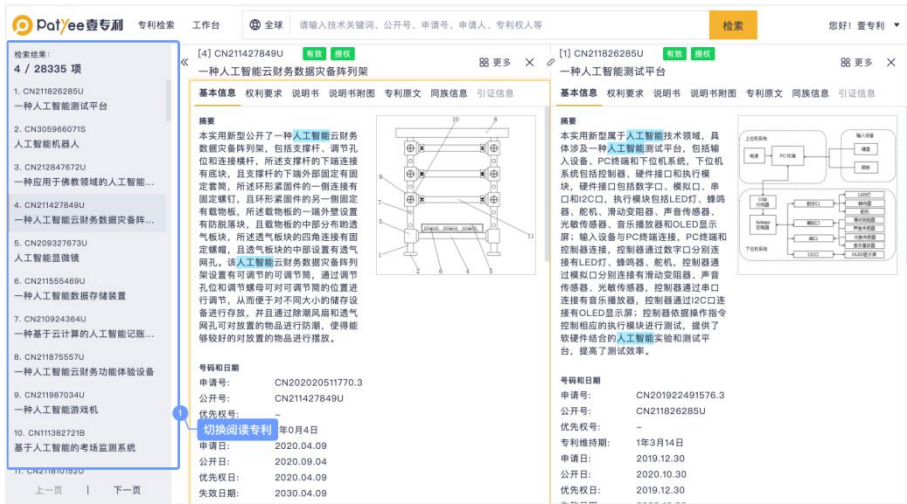 Patyee壹专利 专利检索 工作台 全球 请输入技术关键词、公开号、申请号、申请人、专利权人等 检索 您好！壹专利
检索结果：
4 / 28335 项
1. CN211826285U
一种人工智能测试平台
2. CN305966071S
人工智能机器人
3. CN212847672U
一种应用于佛教领域的人工智能...
4. CN211427849U
一种人工智能云财务数据灾备阵...
5. CN209327673U
人工智能显微镜
6. CN211555469U
一种人工智能数据存储装置
7. CN210924364U
一种基于云计算的人工智能记账...
8. CN211875557U
一种人工智能云财务功能体验设备
9. CN211987034U
一种人工智能游戏机
10. CN111382721B
基于人工智能的考场监测系统
11. CN211810152U
上一页 | 下一页
1
切换阅读专利
[4] CN211427849U 有效 授权
一种人工智能云财务数据灾备阵列架
更多
基本信息 权利要求 说明书 说明书附图 专利原文 同族信息 引证信息
摘要
本实用新型公开了一种人工智能云财务
数据灾备阵列架，包括支撑杆、调节孔
位和连接横杆，所述支撑杆的下端连接
有底块，且支撑杆的下端外部固定有固
定套筒，所述环形紧固件的一侧连接有
固定螺钉，且环形紧固件的另一侧固定
有载物板，所述载物板的一端外壁设置
有防脱落块，且载物板的中部分布哟透
气板块，所述透气板块的四角连接有固
定螺帽，且透气板块的中部设置有透气
网孔。该人工智能云财务数据灾备阵列
架设置有可调节的可调节筒，通过调节
孔位和调节螺母可对可调节筒的位置进
行调节，从而便于对不同大小的储存设
备进行存放，并且通过除潮风扇和透气
网孔可对放置的物品进行防潮，使得能
够较好的对放置的物品进行摆放。
号码和日期
申请号： CN202020511770.3
公开号： CN211427849U
优先权号： –
年0月4日
申请日： 2020.04.09
公开日： 2020.09.04
优先权日： 2020.04.09
失效日期： 2030.04.09
[1] CN211826285U 有效 授权
一种人工智能测试平台
更多
基本信息 权利要求 说明书 说明书附图 专利原文 同族信息 引证信息
摘要
本实用新型属于人工智能技术领域，具
体涉及一种人工智能测试平台，包括输
入设备、PC终端和下位机系统，下位机
系统包括控制器、硬件接口和执行模
块，硬件接口包括数字口、模拟口、串
口和I2C口，执行模块包括LED灯、蜂鸣
器、舵机、滑动变阻器、声音传感器、
光敏传感器、音乐播放器和OLED显示
屏；输入设备与PC终端连接，PC终端和
控制器连接，控制器通过数字口分别连
接有LED灯、蜂鸣器、舵机，控制器通
过模拟口分别连接有滑动变阻器、声音
传感器、光敏传感器，控制器通过串口
连接有音乐播放器，控制器通过I2C口连
接有OLED显示屏；控制器依据操作指令
控制相应的执行模块进行测试，提供了
软硬件结合的人工智能实验和测试平
台，提高了测试效率。
号码和日期
申请号： CN201922491576.3
公开号： CN211826285U
优先权号： –
专利维持期： 1年3月14日
申请日： 2019.12.30
公开日： 2020.10.30
优先权日： 2019.12.30